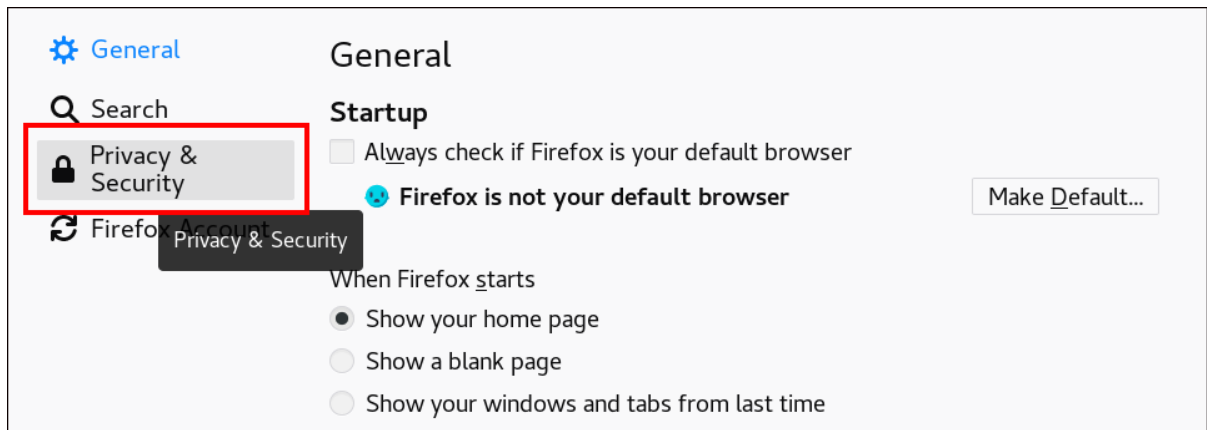 General
Search
Privacy &
Security
Firefox Account
Privacy & Security
General
Startup
Always check if Firefox is your default browser
Firefox is not your default browser
Make Default...
When Firefox starts
Show your home page
Show a blank page
Show your windows and tabs from last time